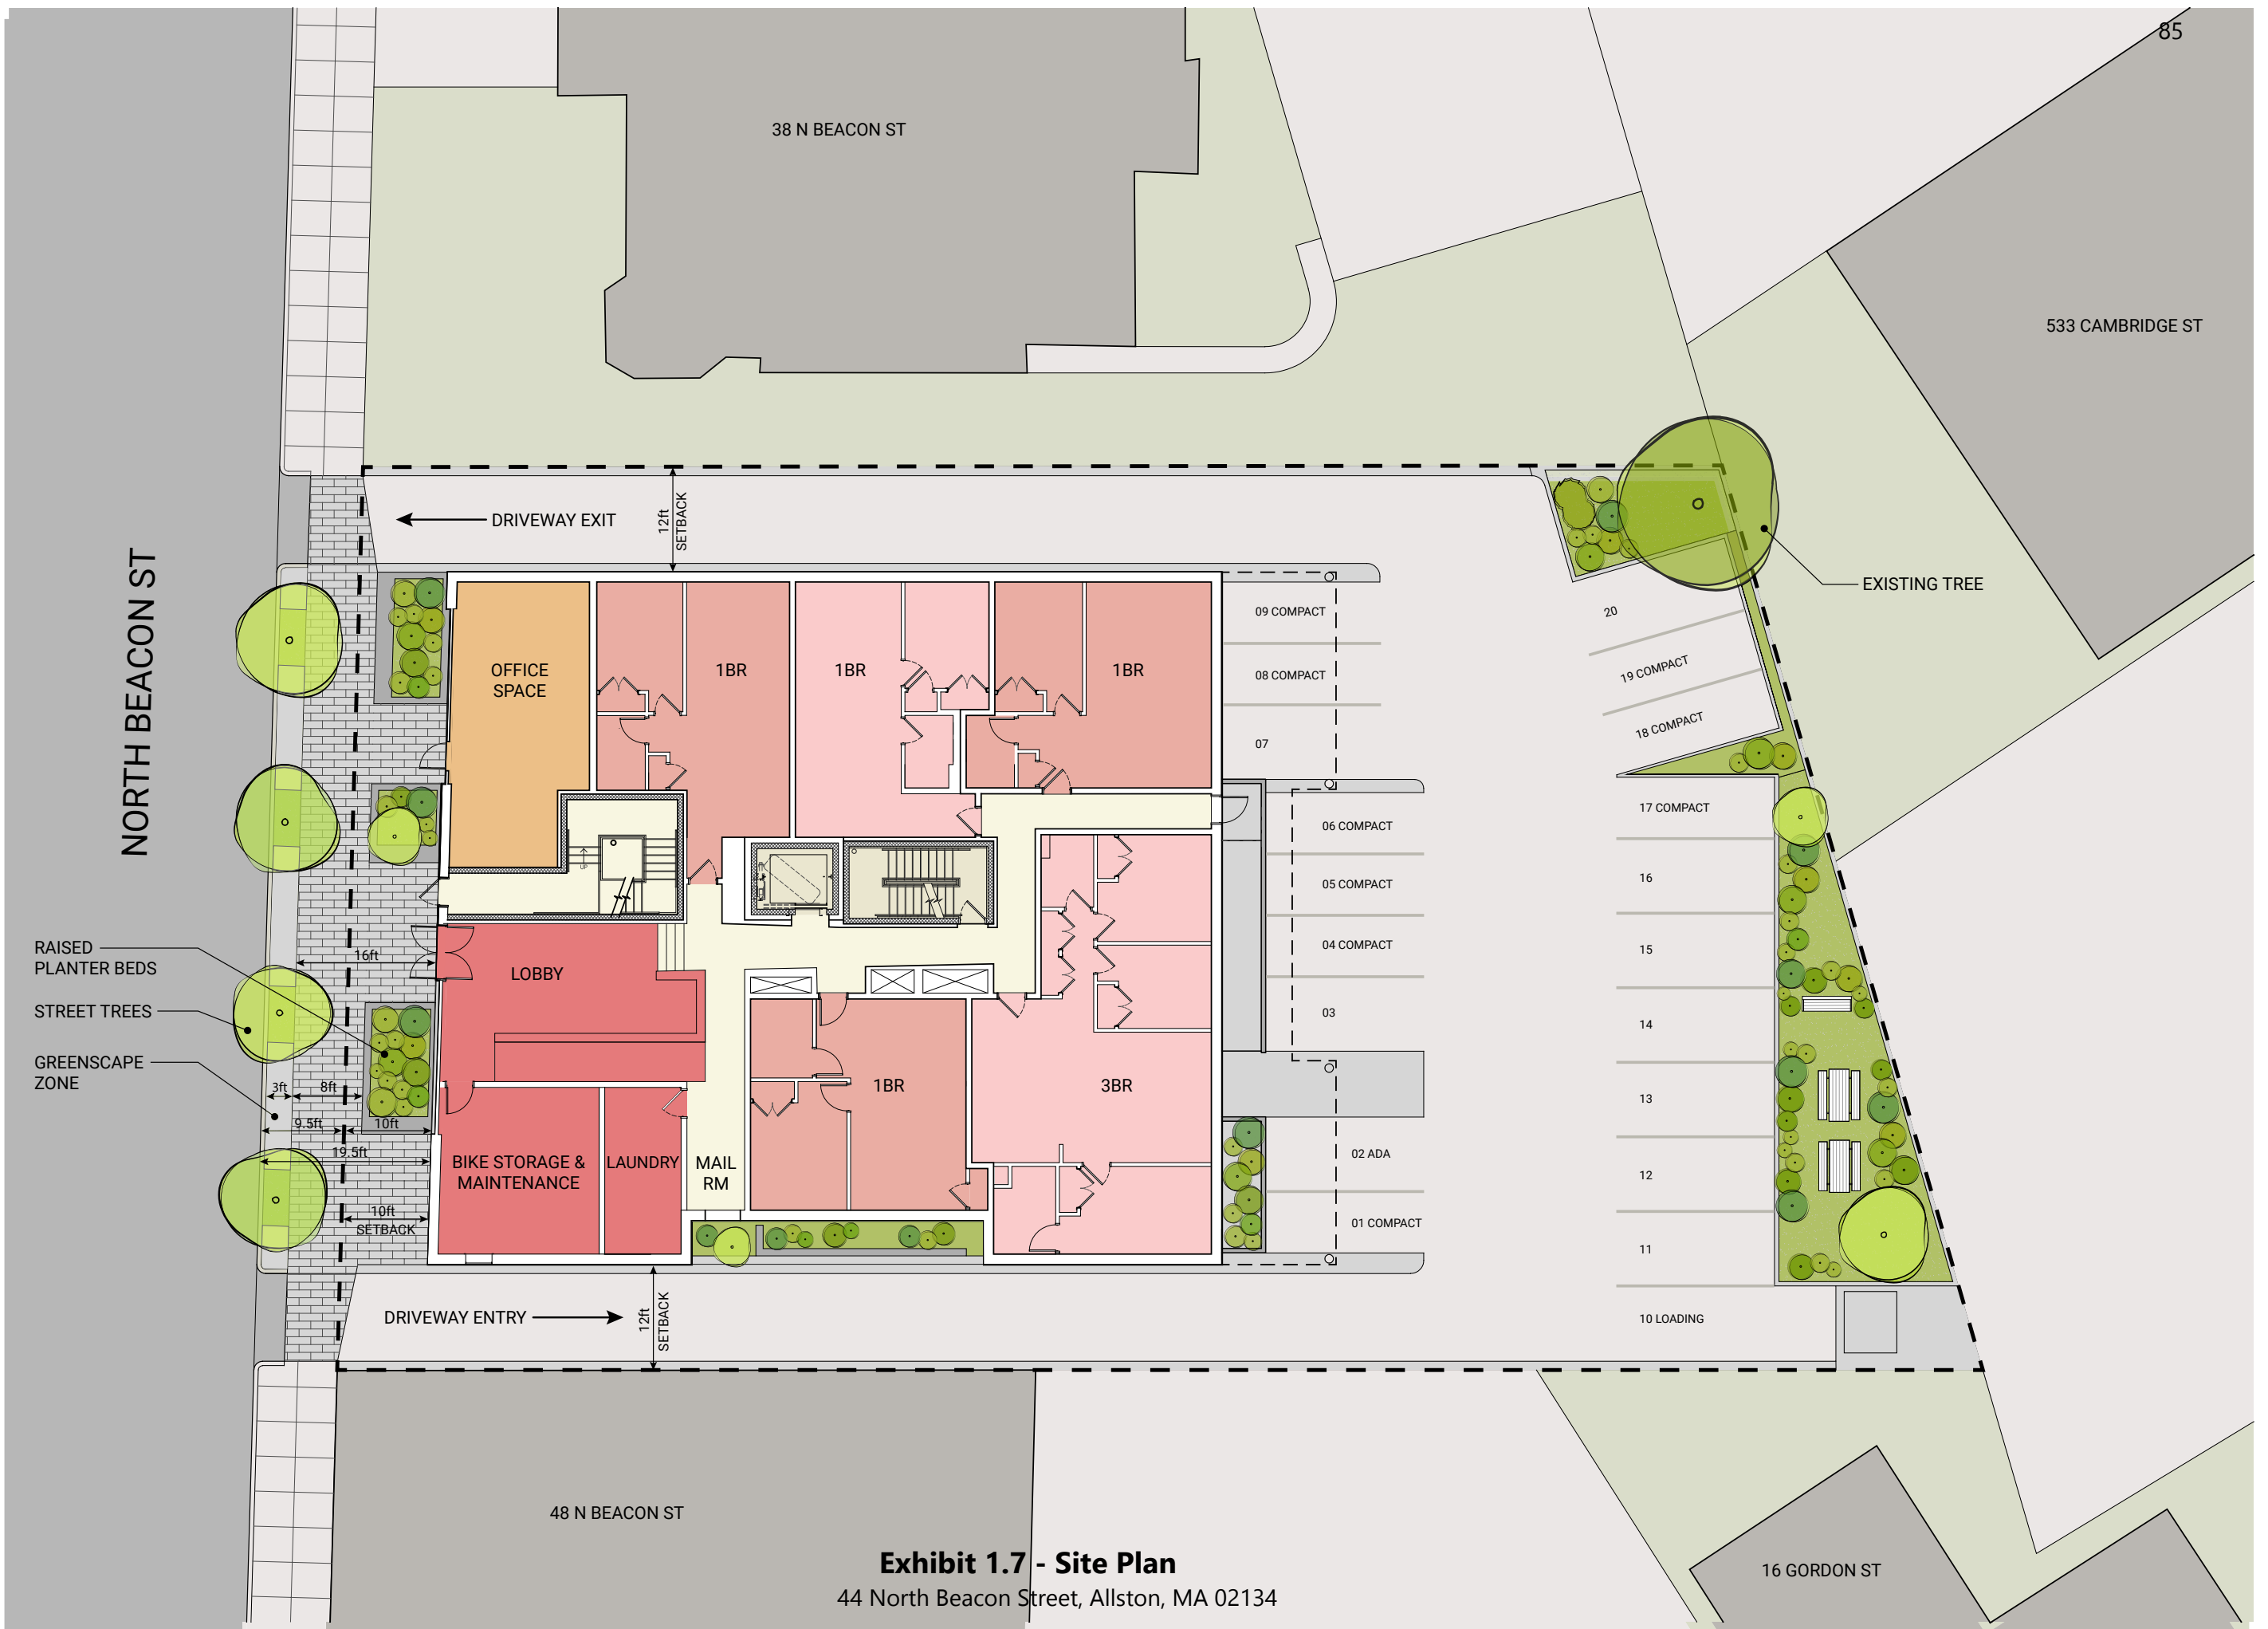 85
38 N BEACON ST
533 CAMBRIDGE ST
NORTH BEACON ST
DRIVEWAY EXIT
12ft
SETBACK
EXISTING TREE
OFFICE
SPACE
1BR
1BR
1BR
09 COMPACT
08 COMPACT
07
20
19 COMPACT
18 COMPACT
17 COMPACT
06 COMPACT
05 COMPACT
04 COMPACT
03
16
15
14
13
12
11
10 LOADING
RAISED
PLANTER BEDS
STREET TREES
GREENSCAPE
ZONE
16ft
LOBBY
3ft
8ft
9.5ft
10ft
19.5ft
10ft
SETBACK
1BR
3BR
BIKE STORAGE &
MAINTENANCE
LAUNDRY
MAIL
RM
02 ADA
01 COMPACT
DRIVEWAY ENTRY
12ft
SETBACK
48 N BEACON ST
16 GORDON ST
Exhibit 1.7 - Site Plan
44 North Beacon Street, Allston, MA 02134